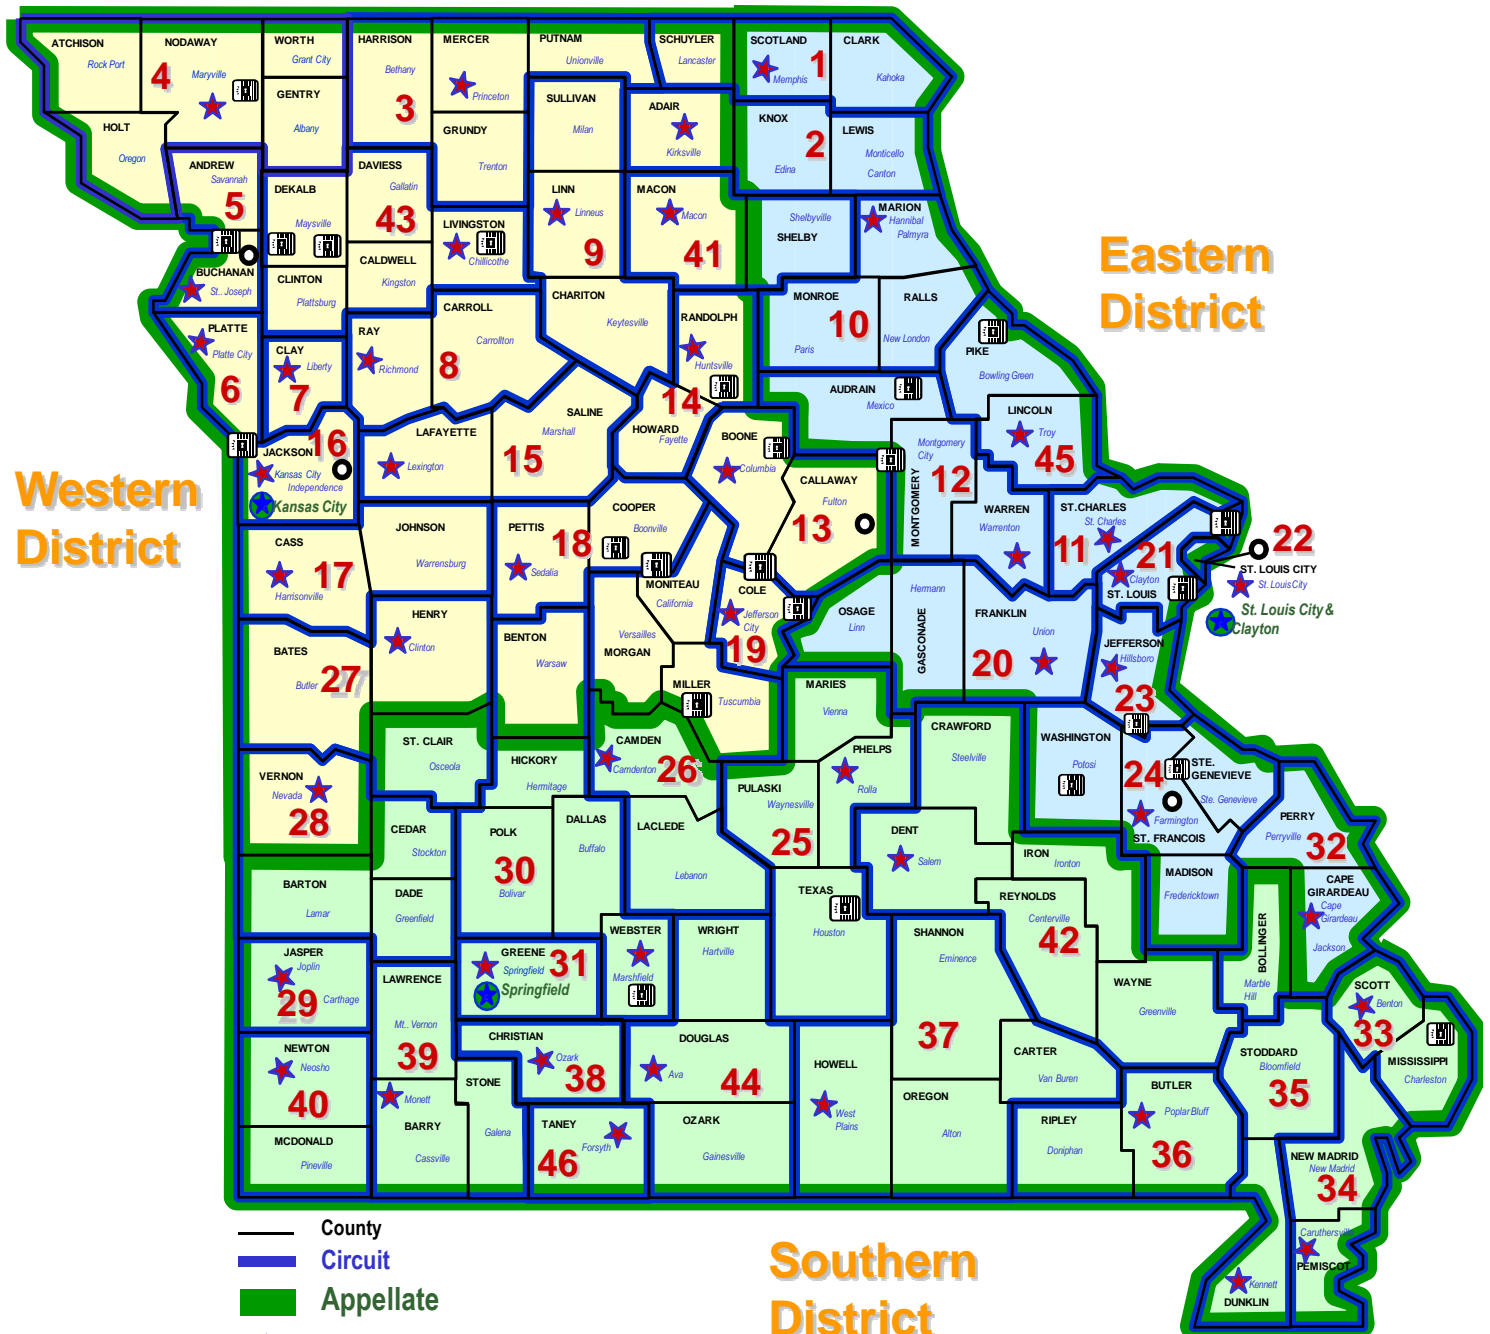 ATCHISON
Rock Port
NODAWAY
4
Maryville
WORTH
Grant City
HARRISON
Bethany
3
MERCER
Princeton
PUTNAM
Unionville
SCHUYLER
Lancaster
SCOTLAND
1
Memphis
CLARK
Kahoka
HOLT
Oregon
GENTRY
Albany
GRUNDY
Trenton
SULLIVAN
Milan
ADAIR
Kirksville
KNOX
2
Edina
LEWIS
Monticello
Canton
ANDREW
Savannah
5
DEKALB
Maysville
DAVIESS
Gallatin
43
LIVINGSTON
Chillicothe
LINN
Linneus
9
MACON
Macon
41
Shelbyville
SHELBY
MARION
Hannibal
Palmyra
Eastern
District
BUCHANAN
St.. Joseph
CLINTON
Plattsburg
CALDWELL
Kingston
CARROLL
Carrollton
8
CHARITON
Keytesville
RANDOLPH
Huntsville
14
MONROE
10
Paris
RALLS
New London
PIKE
Bowling Green
PLATTE
Platte City
6
CLAY
Liberty
7
RAY
Richmond
AUDRAIN
Mexico
LINCOLN
Troy
45
16
JACKSON
Kansas City
Independence
Kansas City
LAFAYETTE
Lexington
SALINE
Marshall
15
HOWARD
Fayette
BOONE
Columbia
CALLAWAY
Fulton
13
Montgomery
City
12
MONTGOMERY
WARREN
Warrenton
ST.CHARLES
St. Charles
11
21
Clayton
ST. LOUIS
22
ST. LOUIS CITY
St. LouisCity
St. Louis City &
Clayton
Western
District
CASS
17
Harrisonville
JOHNSON
Warrensburg
PETTIS
18
Sedalia
COOPER
Boonville
MONITEAU
California
COLE
Jefferson
City
19
OSAGE
Linn
Hermann
GASCONADE
FRANKLIN
Union
20
JEFFERSON
Hillsboro
23
BATES
Butler
27
HENRY
Clinton
BENTON
Warsaw
Versailles
MORGAN
MILLER
Tuscumbia
MARIES
Vienna
PHELPS
Rolla
CRAWFORD
Steelville
WASHINGTON
Potosi
24
Farmington
ST. FRANCOIS
STE.
GENEVIEVE
Ste. Genevieve
PERRY
Perryville
32
VERNON
Nevada
28
ST. CLAIR
Osceola
HICKORY
Hermitage
CAMDEN
Camdenton
26
PULASKI
Waynesville
25
CEDAR
Stockton
POLK
30
Bolivar
DALLAS
Buffalo
LACLEDE
Lebanon
DENT
Salem
IRON
Ironton
MADISON
Fredericktown
CAPE
GIRARDEAU
Cape
Girardeau
Jackson
BARTON
Lamar
DADE
Greenfield
TEXAS
Houston
REYNOLDS
Centerville
42
BOLINGER
Marble
Hill
JASPER
Joplin
29
Carthage
LAWRENCE
Mt.. Vernon
39
GREENE
Springfield
31
Springfield
WEBSTER
Marshfield
WRIGHT
Hartville
SHANNON
Eminence
37
WAYNE
Greenville
SCOTT
Benton
33
MISSISSIPPI
Charleston
NEWTON
Neosho
40
CHRISTIAN
Ozark
38
DOUGLAS
Ava
44
HOWELL
West
Plains
CARTER
Van Buren
STODDARD
Bloomfield
35
MCDONALD
Pineville
Monett
BARRY
Cassville
STONE
Galena
TANEY
Forsyth
46
OZARK
Gainesville
OREGON
Alton
RIPLEY
Doniphan
BUTLER
Poplar Bluff
36
NEW MADRID
New Madrid
34
Caruthersville
PEMISCOT
Kennett
DUNKLIN
County
Circuit
Appellate
Southern
District